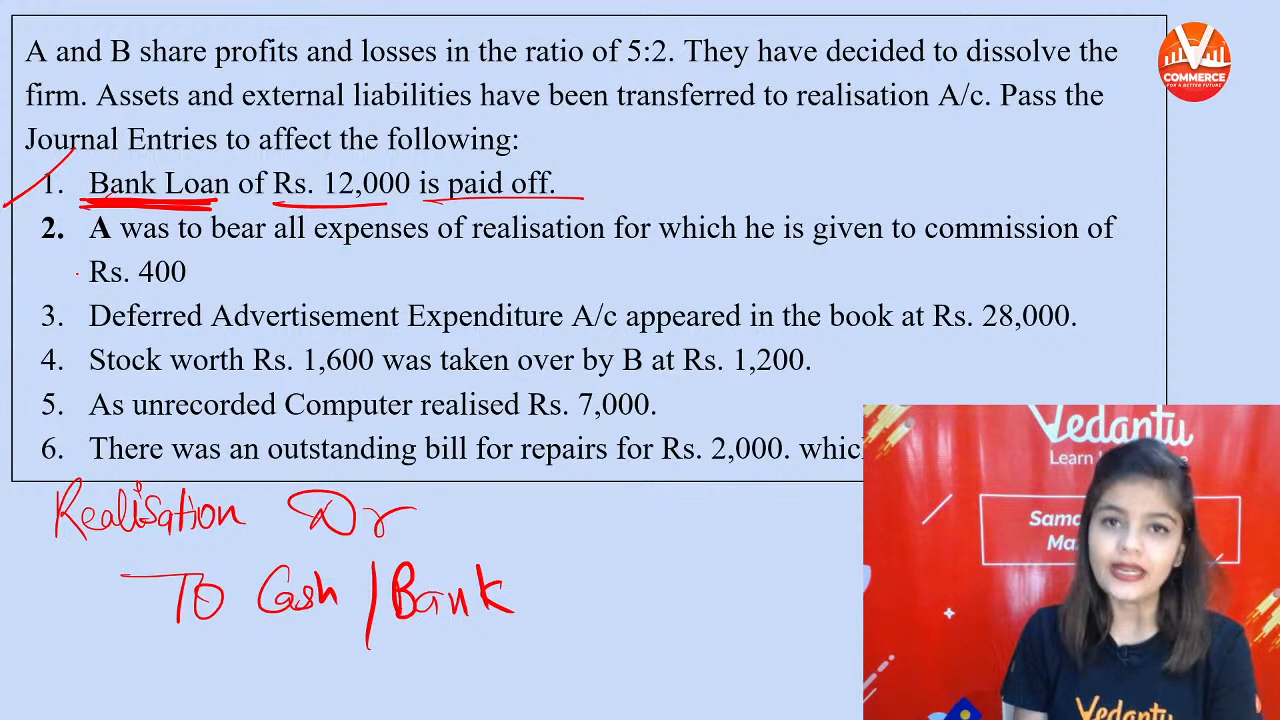 A and B share profits and losses in the ratio of 5:2. They have decided to dissolve the
firm. Assets and external liabilities have been transferred to realisation A/c. Pass the
Journal Entries to affect the following:
1. Bank Loan of Rs. 12,000 is paid off.
2. A was to bear all expenses of realisation for which he is given to commission of
Rs. 400
3. Deferred Advertisement Expenditure A/c appeared in the book at Rs. 28,000.
4. Stock worth Rs. 1,600 was taken over by B at Rs. 1,200.
5. As unrecorded Computer realised Rs. 7,000.
6. There was an outstanding bill for repairs for Rs. 2,000. which
Realisation Dr
To Cash/Bank
V
COMMERCE
FOR A BETTER FUTURE
Vedantu
Learn
Sama
Ma
Vedantu